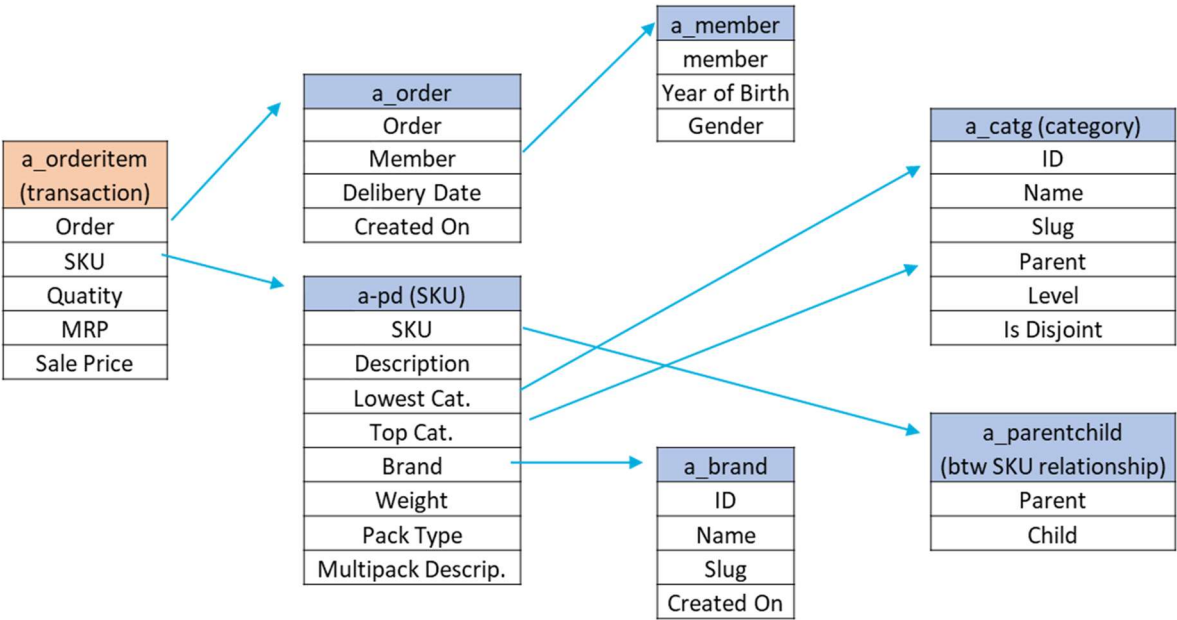 a_orderitem
(transaction)
Order
SKU
Quatity
MRP
Sale Price
a_order
Order
Member
Delibery Date
Created On
a-pd (SKU)
SKU
Description
Lowest Cat.
Top Cat.
Brand
Weight
Pack Type
Multipack Descrip.
a_member
member
Year of Birth
Gender
a_brand
ID
Name
Slug
Created On
a_catg (category)
ID
Name
Slug
Parent
Level
Is Disjoint
a_parentchild
(btw SKU relationship)
Parent
Child